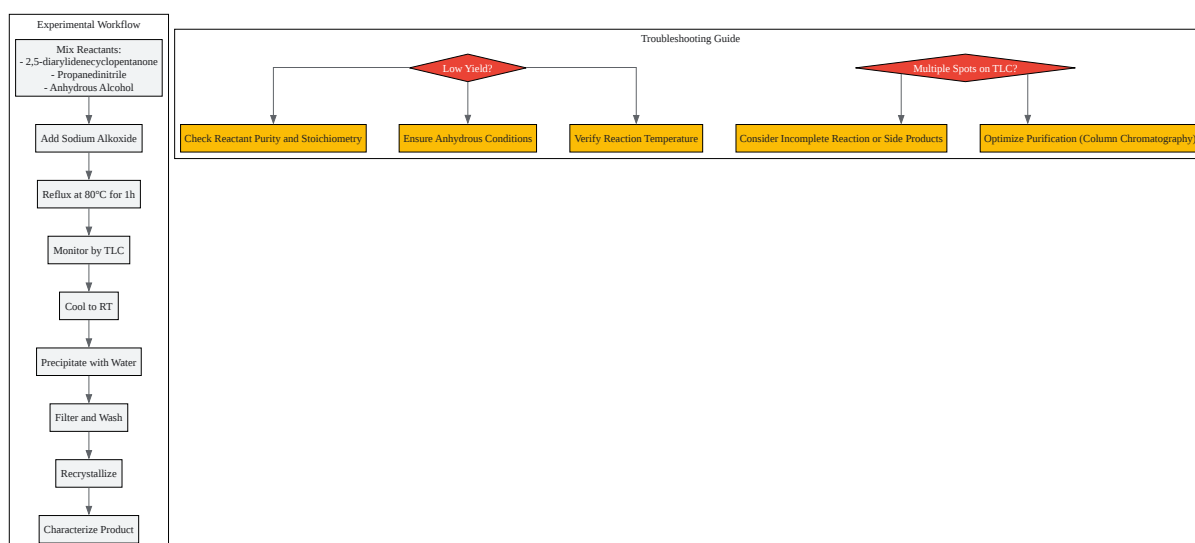 Experimental Workflow
Mix Reactants:
- 2,5-diarylidenecyclopentanone
- Propanedinitrile
- Anhydrous Alcohol
Add Sodium Alkoxide
Reflux at 80°C for 1h
Monitor by TLC
Cool to RT
Precipitate with Water
Filter and Wash
Recrystallize
Characterize Product
Troubleshooting Guide
Low Yield?
Multiple Spots on TLC?
Check Reactant Purity and Stoichiometry
Ensure Anhydrous Conditions
Verify Reaction Temperature
Consider Incomplete Reaction or Side Products
Optimize Purification (Column Chromatography)